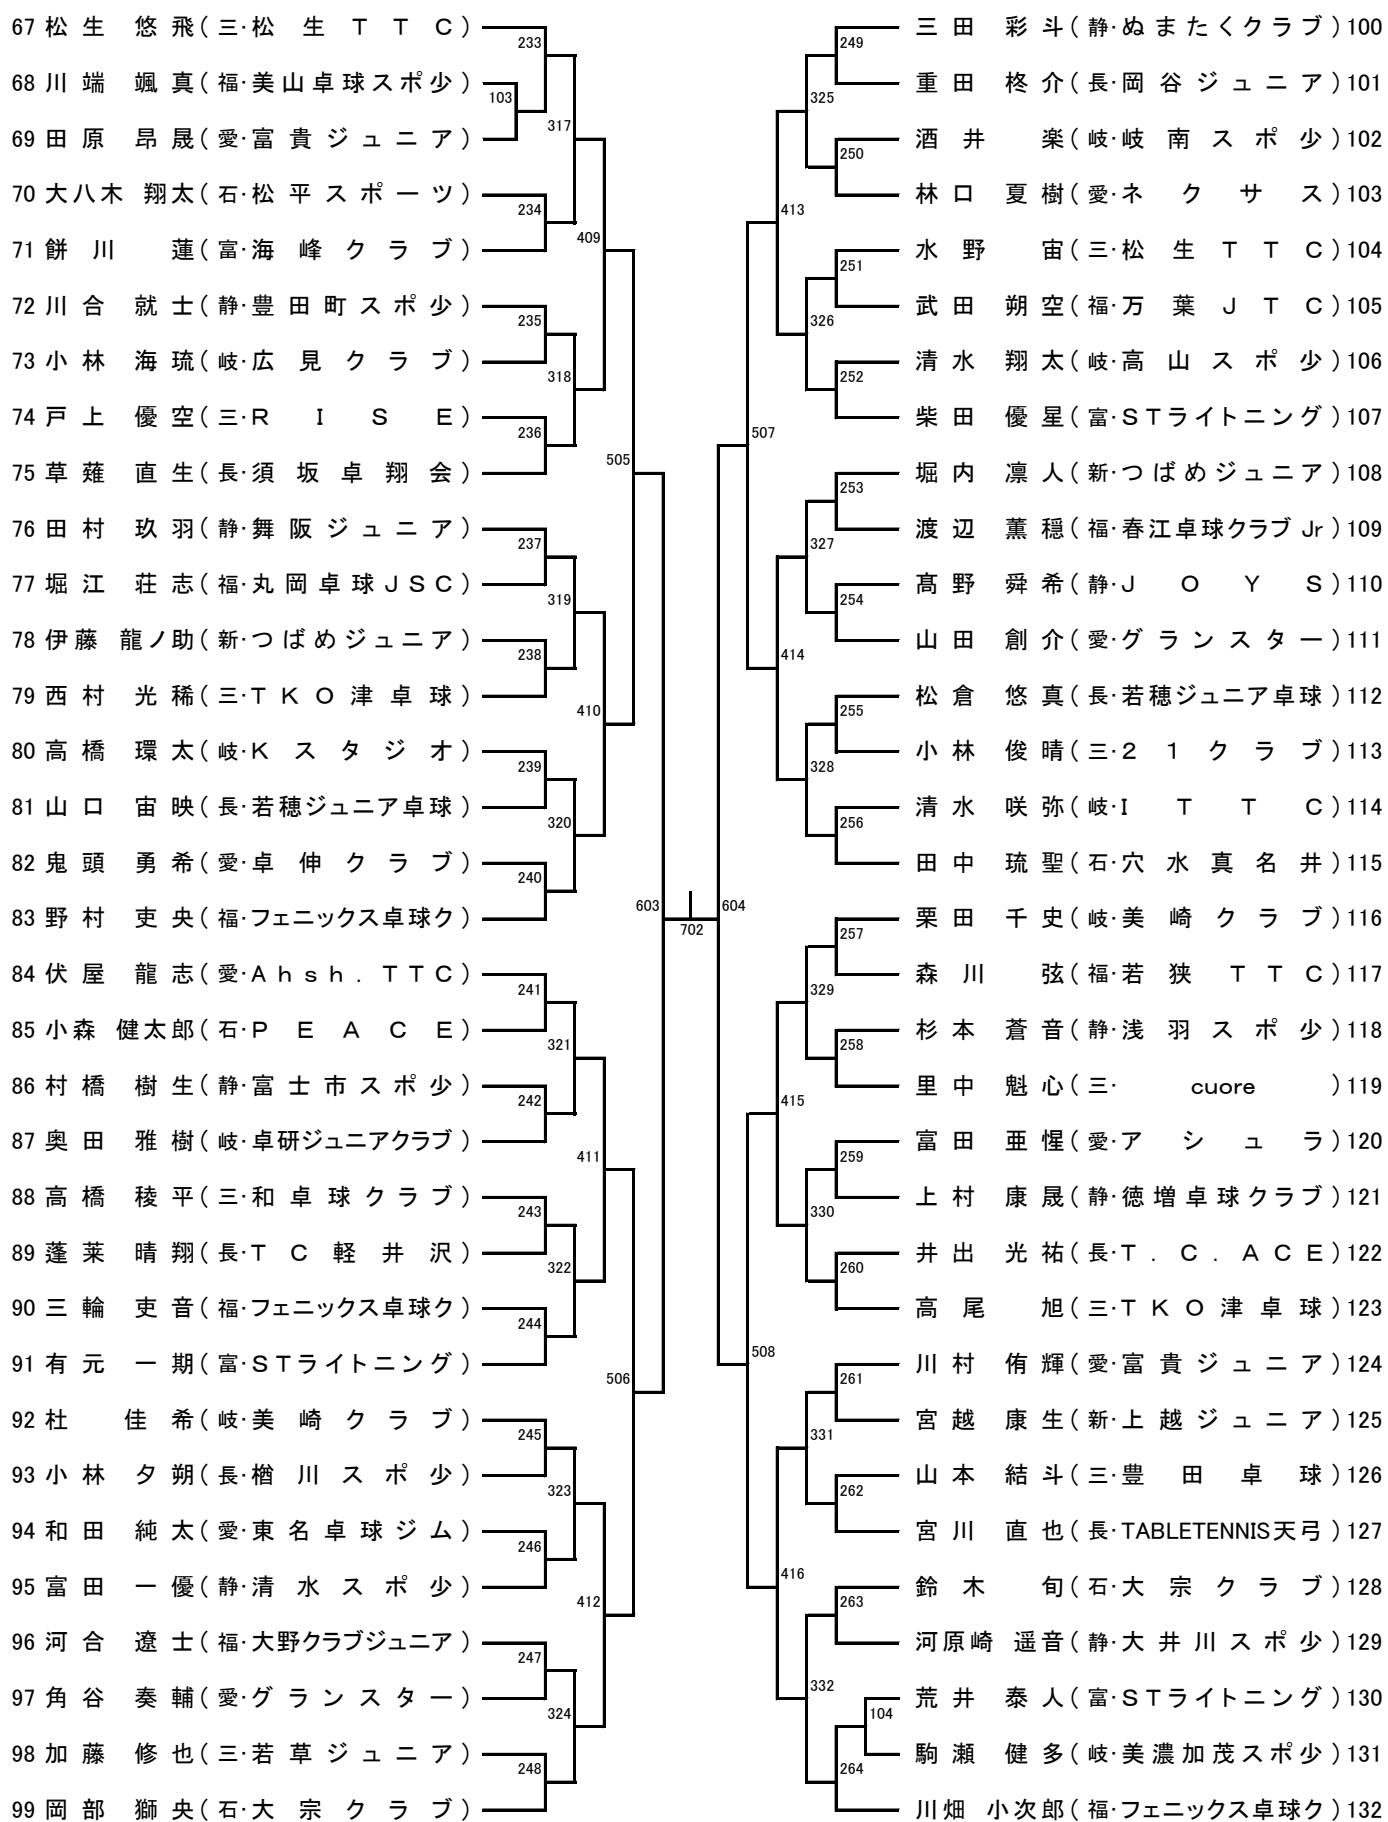 67 松生 悠飛(三･松生TTC)
68 川端 颯真(福･美山卓球スポ少)
69 田原 昂晟(愛･富貴ジュニア)
70 大八木 翔太(石･松平スポーツ)
71 餅川 蓮(富･海峰クラブ)
72 川合 就士(静･豊田町スポ少)
73 小林 海琉(岐･広見クラブ)
74 戸上 優空(三･RISE)
75 草薙 直生(長･須坂卓翔会)
76 田村 玖羽(静･舞阪ジュニア)
77 堀江 荘志(福･丸岡卓球JSC)
78 伊藤 龍ノ助(新･つばめジュニア)
79 西村 光稀(三･TKO津卓球)
80 高橋 環太(岐･Kスタジオ)
81 山口 宙映(長･若穂ジュニア卓球)
82 鬼頭 勇希(愛･卓伸クラブ)
83 野村 吏央(福･フェニックス卓球ク)
84 伏屋 龍志(愛･Ahsh.TTC)
85 小森 健太郎(石･PEACE)
86 村橋 樹生(静･富士市スポ少)
87 奥田 雅樹(岐･卓研ジュニアクラブ)
88 高橋 稜平(三･和卓球クラブ)
89 蓬莱 晴翔(長･TC軽井沢)
90 三輪 吏音(福･フェニックス卓球ク)
91 有元 一期(富･STライトニング)
92 杜 佳希(岐･美崎クラブ)
93 小林 夕朔(長･楢川スポ少)
94 和田 純太(愛･東名卓球ジム)
95 富田 一優(静･清水スポ少)
96 河合 遼士(福･大野クラブジュニア)
97 角谷 奏輔(愛･グランスター)
98 加藤 修也(三･若草ジュニア)
99 岡部 獅央(石･大宗クラブ)
103
233
234
235
236
237
238
239
240
241
242
243
244
245
246
247
248
317
318
319
320
321
322
323
324
409
410
411
412
505
506
603
702
604
507
508
413
414
415
416
325
326
327
328
329
330
331
332
249
250
251
252
253
254
255
256
257
258
259
260
261
262
263
264
104
三田 彩斗(静･ぬまたくクラブ)100
重田 柊介(長･岡谷ジュニア)101
酒井 楽(岐･岐南スポ少)102
林口 夏樹(愛･ネクサス)103
水野 宙(三･松生TTC)104
武田 朔空(福･万葉JTC)105
清水 翔太(岐･高山スポ少)106
柴田 優星(富･STライトニング)107
堀内 凛人(新･つばめジュニア)108
渡辺 薫穏(福･春江卓球クラブJr)109
髙野 舜希(静･JOYS)110
山田 創介(愛･グランスター)111
松倉 悠真(長･若穂ジュニア卓球)112
小林 俊晴(三･21クラブ)113
清水 咲弥(岐･ITTC)114
田中 琉聖(石･穴水真名井)115
栗田 千史(岐･美崎クラブ)116
森川 弦(福･若狭TTC)117
杉本 蒼音(静･浅羽スポ少)118
里中 魁心(三･cuore)119
富田 亜惺(愛･アシュラ)120
上村 康晟(静･徳増卓球クラブ)121
井出 光祐(長･T.C.ACE)122
高尾 旭(三･TKO津卓球)123
川村 侑輝(愛･富貴ジュニア)124
宮越 康生(新･上越ジュニア)125
山本 結斗(三･豊田卓球)126
宮川 直也(長･TABLETENNIS天弓)127
鈴木 旬(石･大宗クラブ)128
河原崎 遥音(静･大井川スポ少)129
荒井 泰人(富･STライトニング)130
駒瀬 健多(岐･美濃加茂スポ少)131
川畑 小次郎(福･フェニックス卓球ク)132